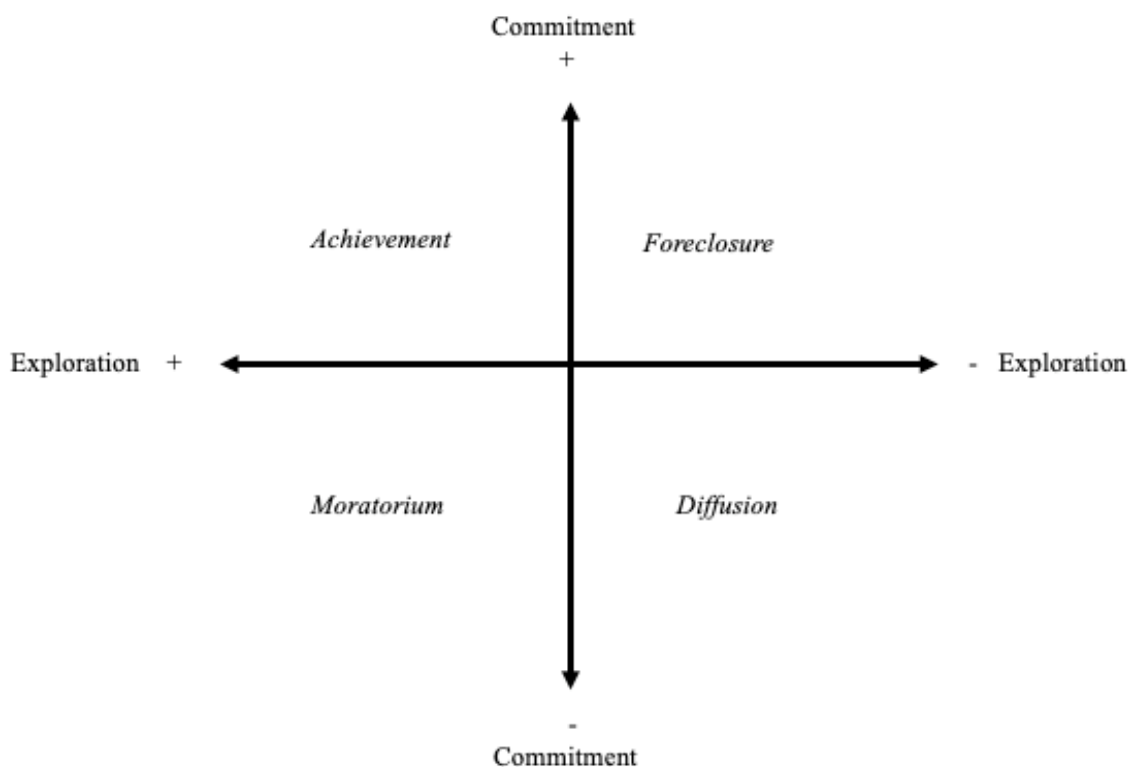 Commitment
+
Achievement
Foreclosure
Exploration + - Exploration
Moratorium
Diffusion
-
Commitment